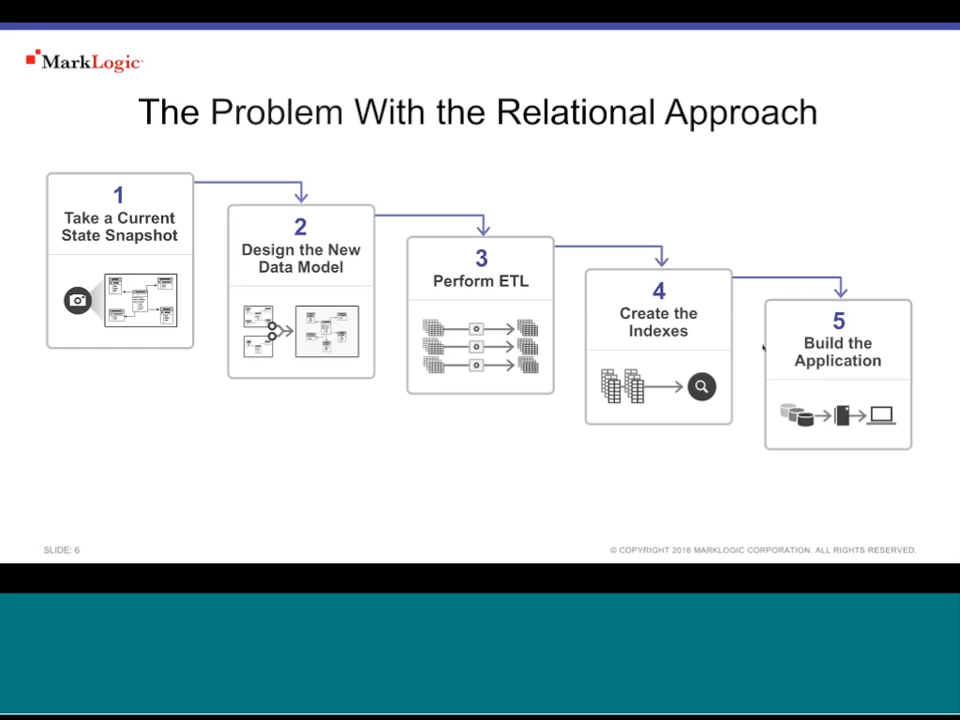 MarkLogic
The Problem With the Relational Approach
1
Take a Current
State Snapshot
2
Design the New
Data Model
3
Perform ETL
4
Create the
Indexes
5
Build the
Application
SLIDE: 6
© COPYRIGHT 2016 MARKLOGIC CORPORATION. ALL RIGHTS RESERVED.